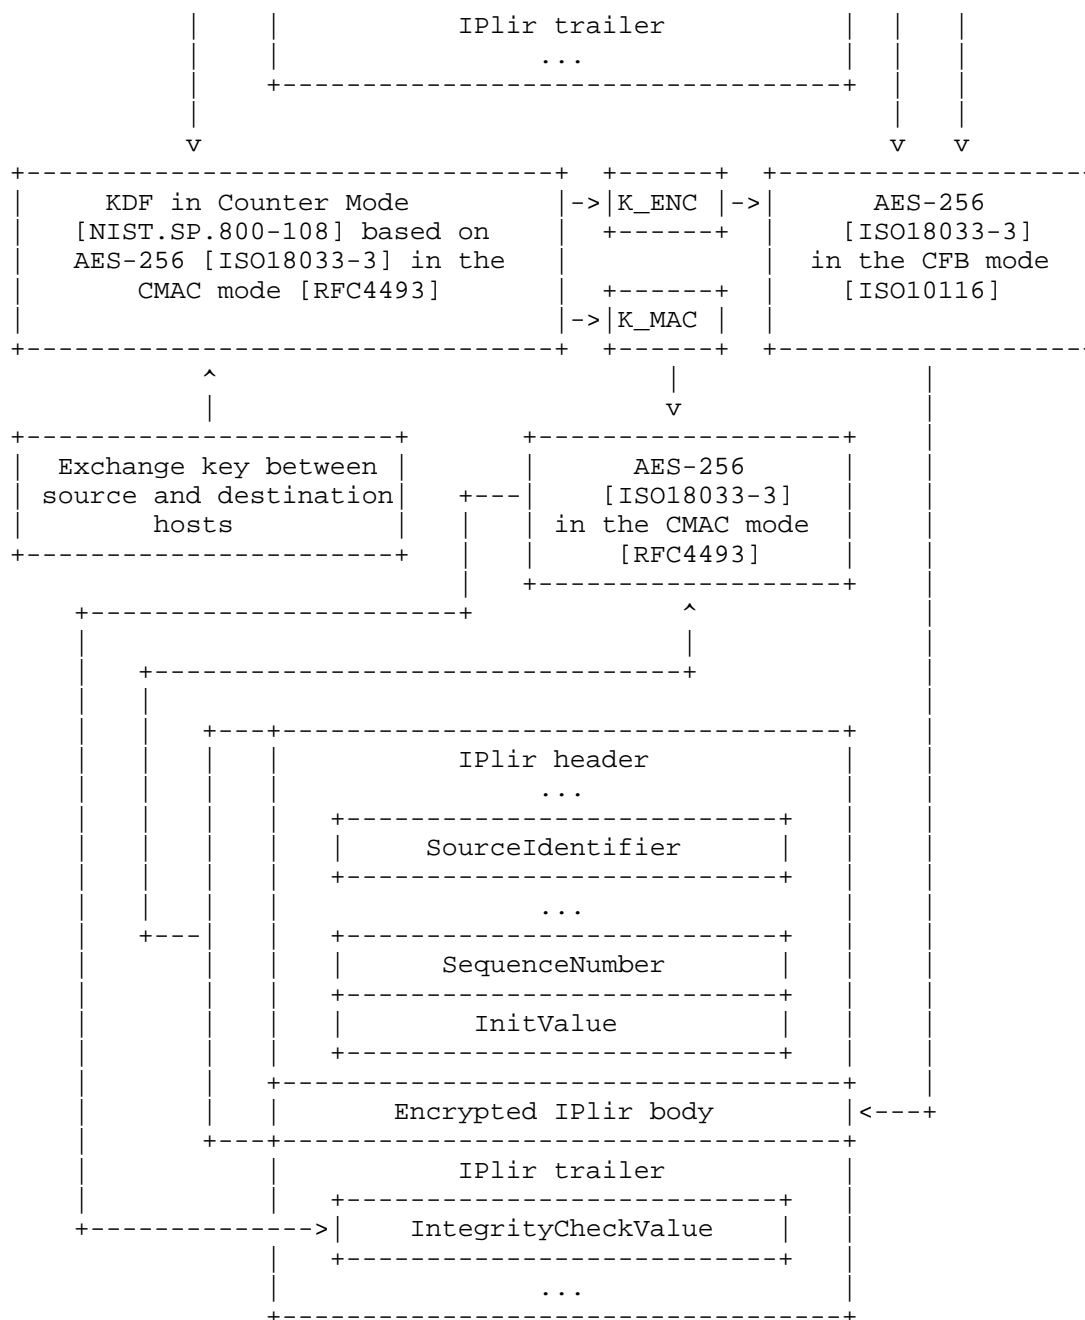 IPlir trailer
...
KDF in Counter Mode
[NIST.SP.800-108] based on
AES-256 [ISO18033-3] in the
CMAC mode [RFC4493]
K_ENC
K_MAC
AES-256
[ISO18033-3]
in the CFB mode
[ISO10116]
Exchange key between
source and destination
hosts
AES-256
[ISO18033-3]
in the CMAC mode
[RFC4493]
IPlir header
...
SourceIdentifier
...
SequenceNumber
InitValue
Encrypted IPlir body
IPlir trailer
IntegrityCheckValue
...